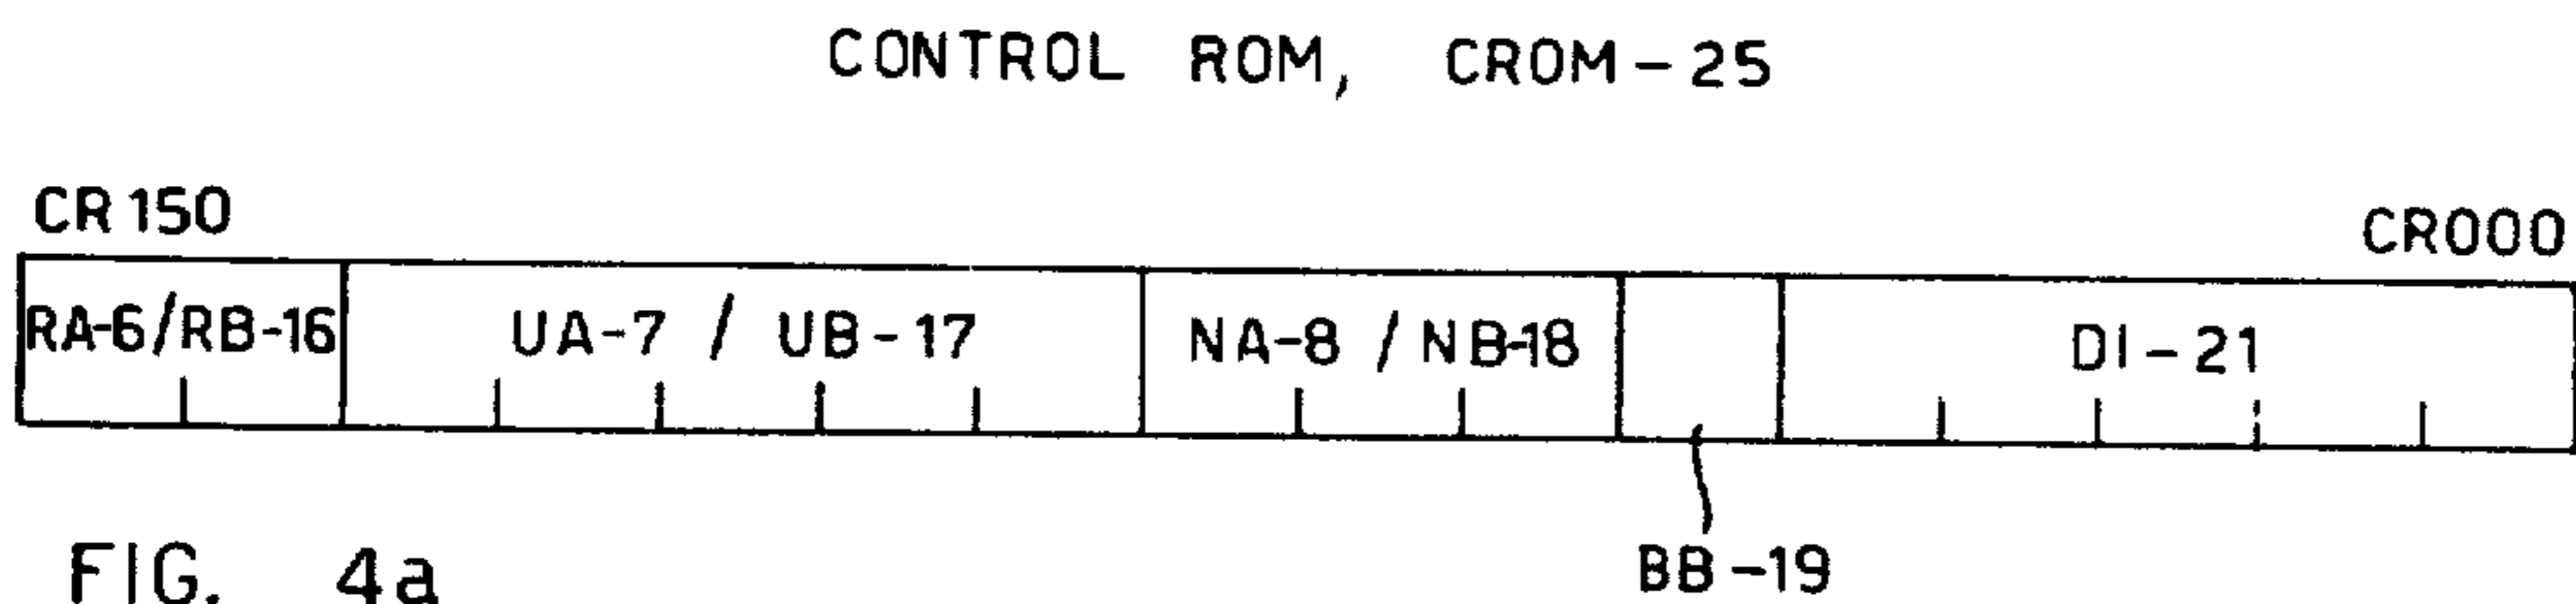 CONTROL ROM, CROM-25
CR150 CR000
RA-6/RB-16 UA-7 / UB-17 NA-8 / NB-18 DI-21
BB-19
FIG. 4a